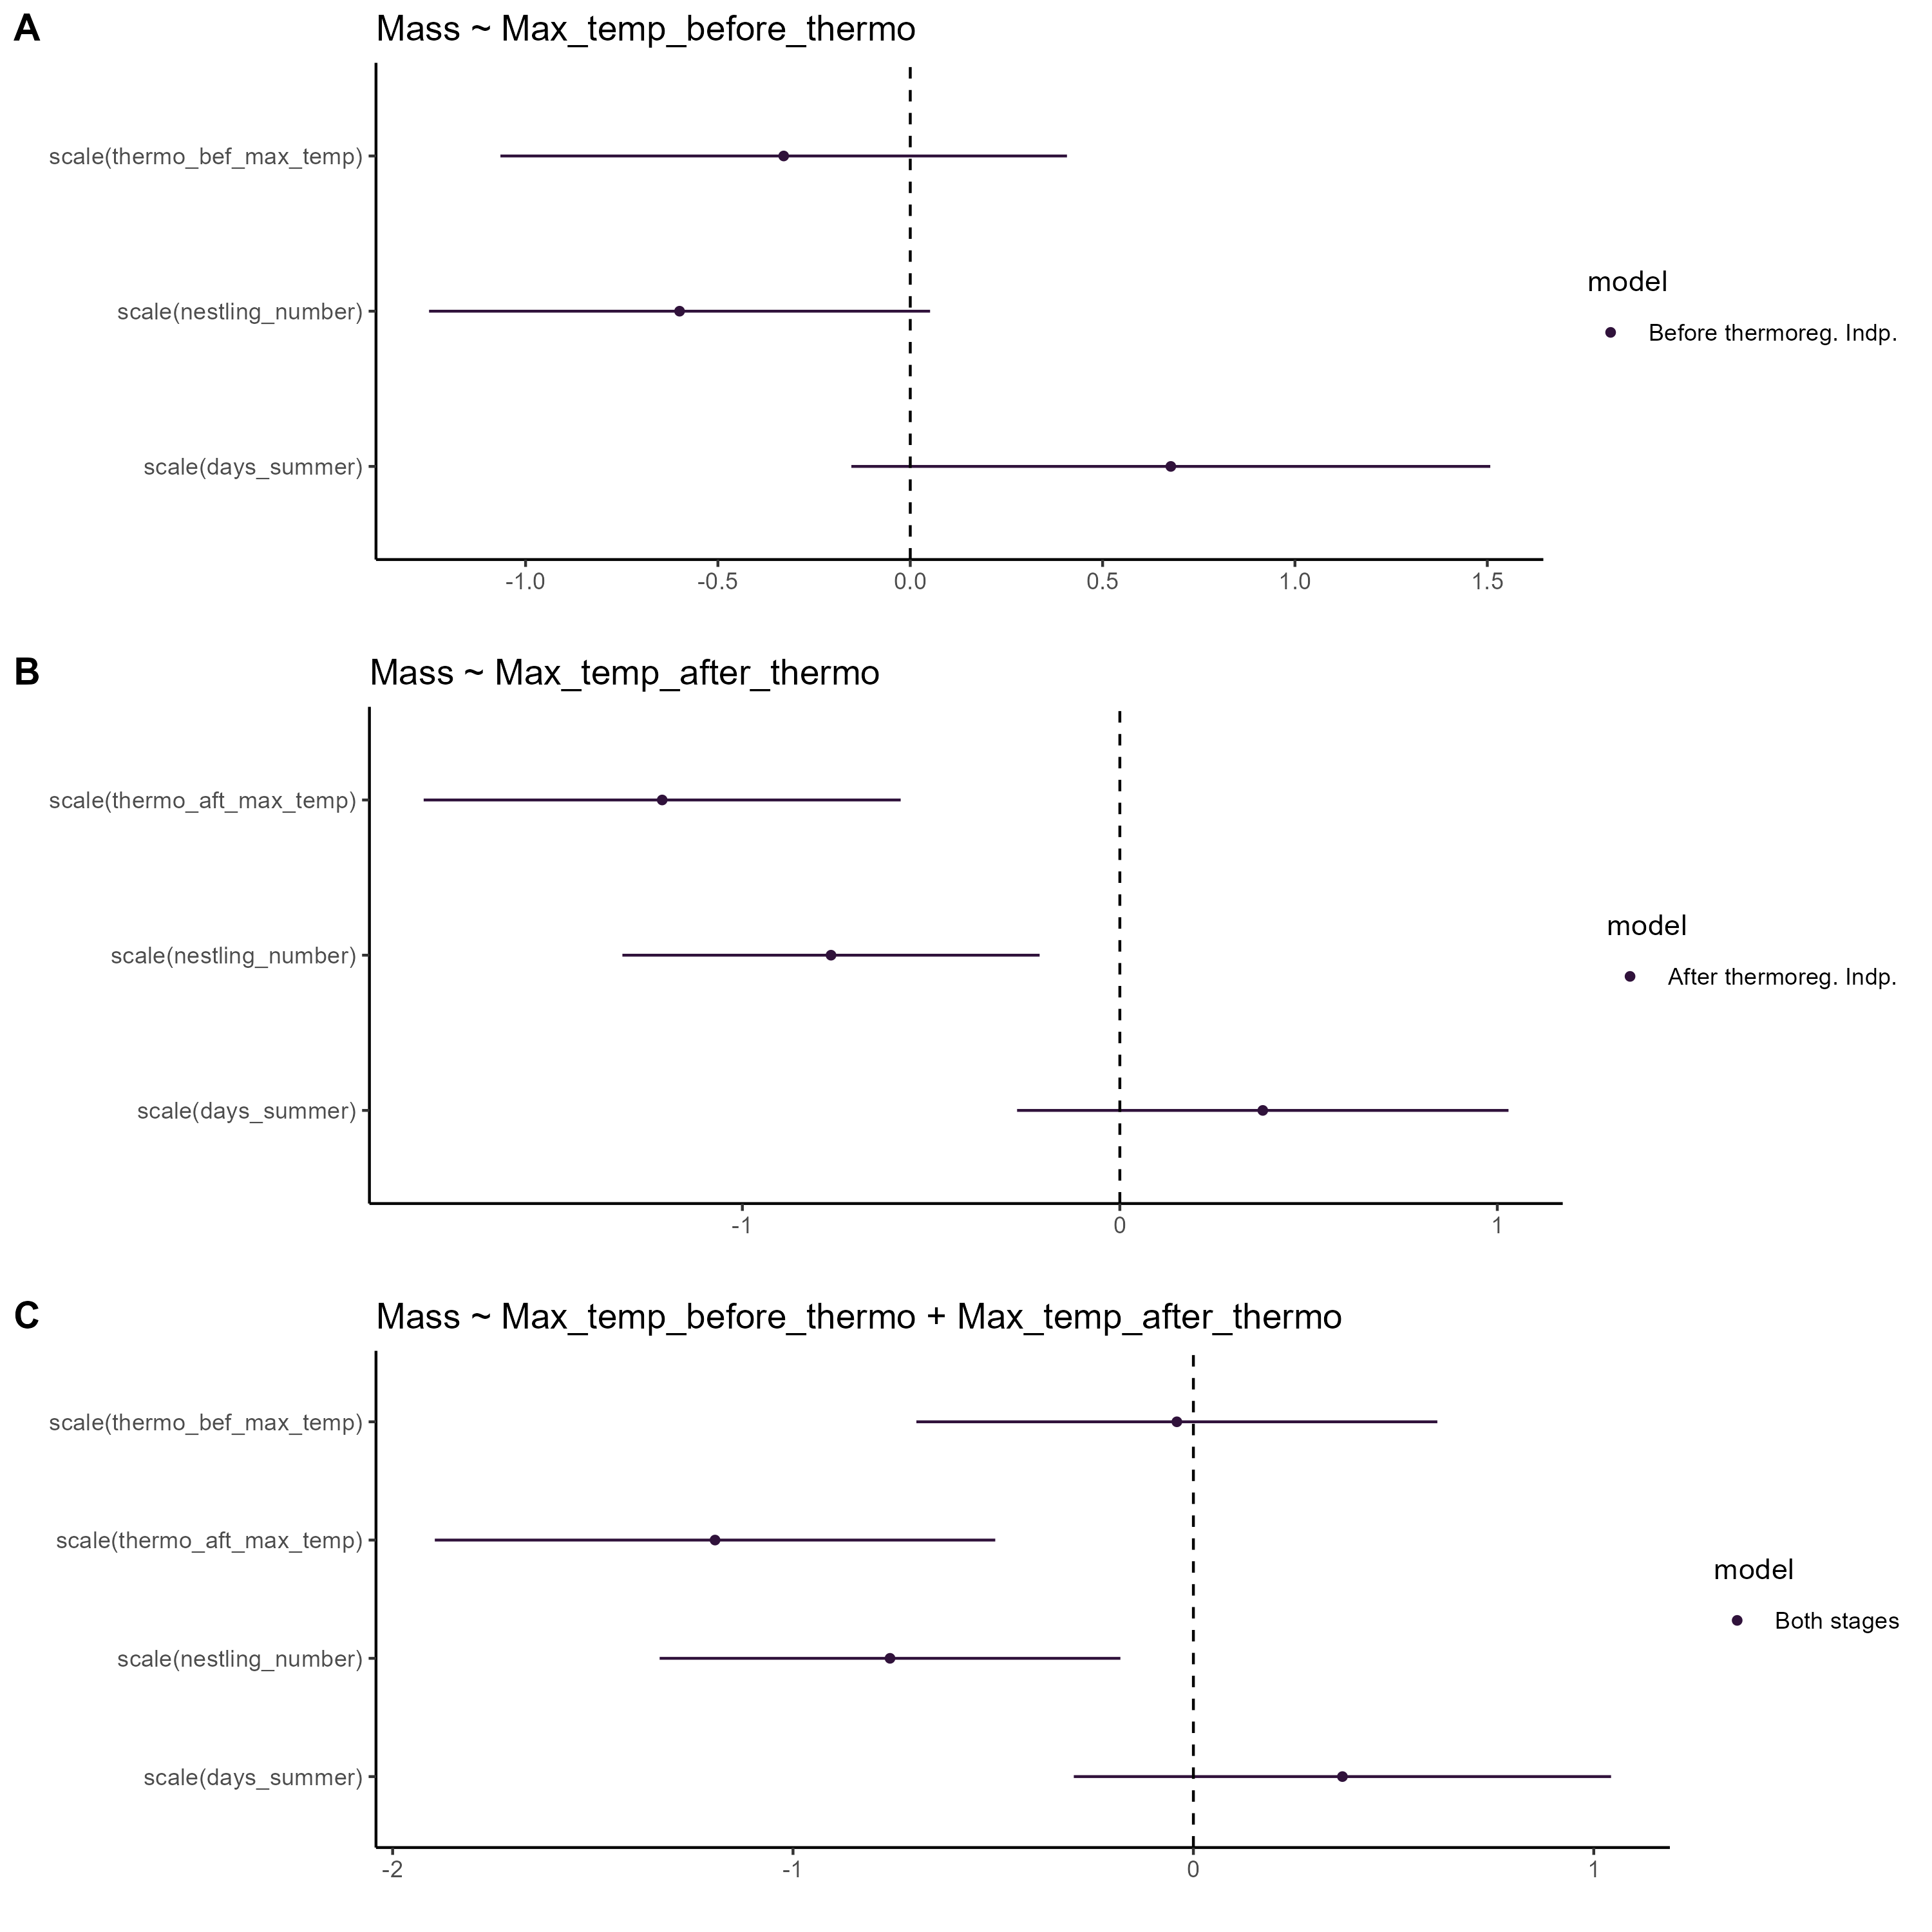 A
Mass ~ Max_temp_before_thermo
scale(thermo_bef_max_temp)
scale(nestling_number)
scale(days_summer)
-1.0 -0.5 0.0 0.5 1.0 1.5
model
Before thermoreg. Indp.
B
Mass ~ Max_temp_after_thermo
scale(thermo_aft_max_temp)
scale(nestling_number)
scale(days_summer)
-1 0 1
model
After thermoreg. Indp.
C
Mass ~ Max_temp_before_thermo + Max_temp_after_thermo
scale(thermo_bef_max_temp)
scale(thermo_aft_max_temp)
scale(nestling_number)
scale(days_summer)
-2 -1 0 1
model
Both stages